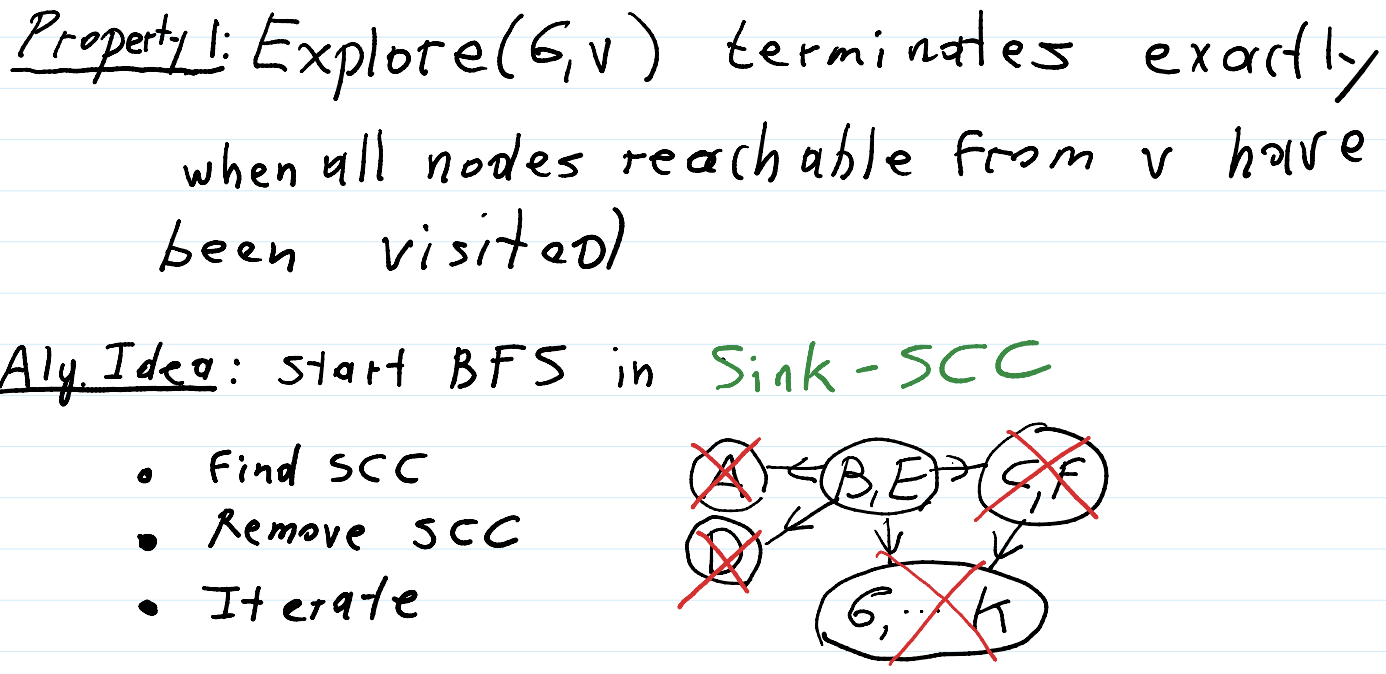 Property 1: Explore(G,v) terminates exactly
when all nodes reachable from v have
been visited
Alg. Idea: start BFS in Sink-SCC
• Find SCC
• Remove SCC
• Iterate
A
B,E
C,F
D
G,...K